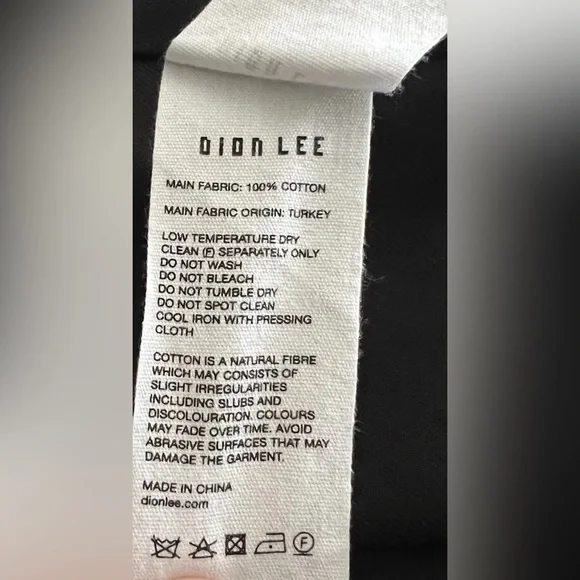 DION LEE
MAIN FABRIC: 100% COTTON
MAIN FABRIC ORIGIN: TURKEY
LOW TEMPERATURE DRY
CLEAN (F) SEPARATELY ONLY
DO NOT WASH
DO NOT BLEACH
DO NOT TUMBLE DRY
DO NOT SPOT CLEAN
COOL IRON WITH PRESSING
CLOTH
COTTON IS A NATURAL FIBRE
WHICH MAY CONSISTS OF
SLIGHT IRREGULARITIES
INCLUDING SLUBS AND
DISCOLOURATION. COLOURS
MAY FADE OVER TIME. AVOID
ABRASIVE SURFACES THAT MAY
DAMAGE THE GARMENT.
MADE IN CHINA
dionlee.com
F